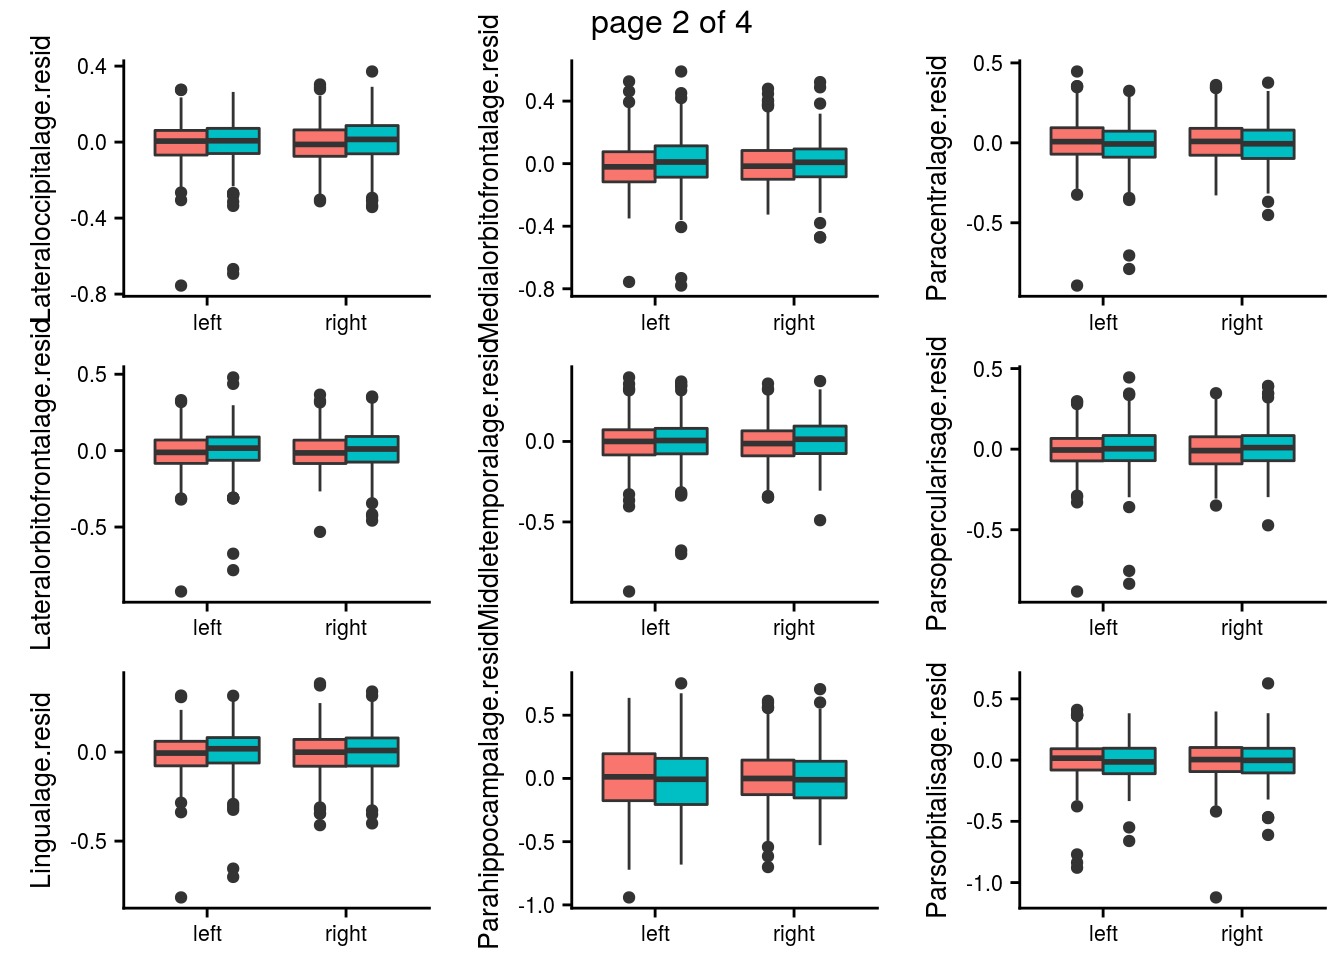 page 2 of 4
Lateraloccipitalage.resid
0.4
0.0
-0.4
-0.8
left right
Medialorbitofrontalage.resid
0.4
0.0
-0.4
-0.8
left right
Paracentralage.resid
0.5
0.0
-0.5
left right
Lateralorbitofrontalage.resid
0.5
0.0
-0.5
left right
Middletemporalage.resid
0.0
-0.5
left right
Parsopercularisage.resid
0.5
0.0
-0.5
left right
Lingualage.resid
0.0
-0.5
left right
Parahippocampalage.resid
0.5
0.0
-0.5
-1.0
left right
Parsorbitalisage.resid
0.5
0.0
-0.5
-1.0
left right